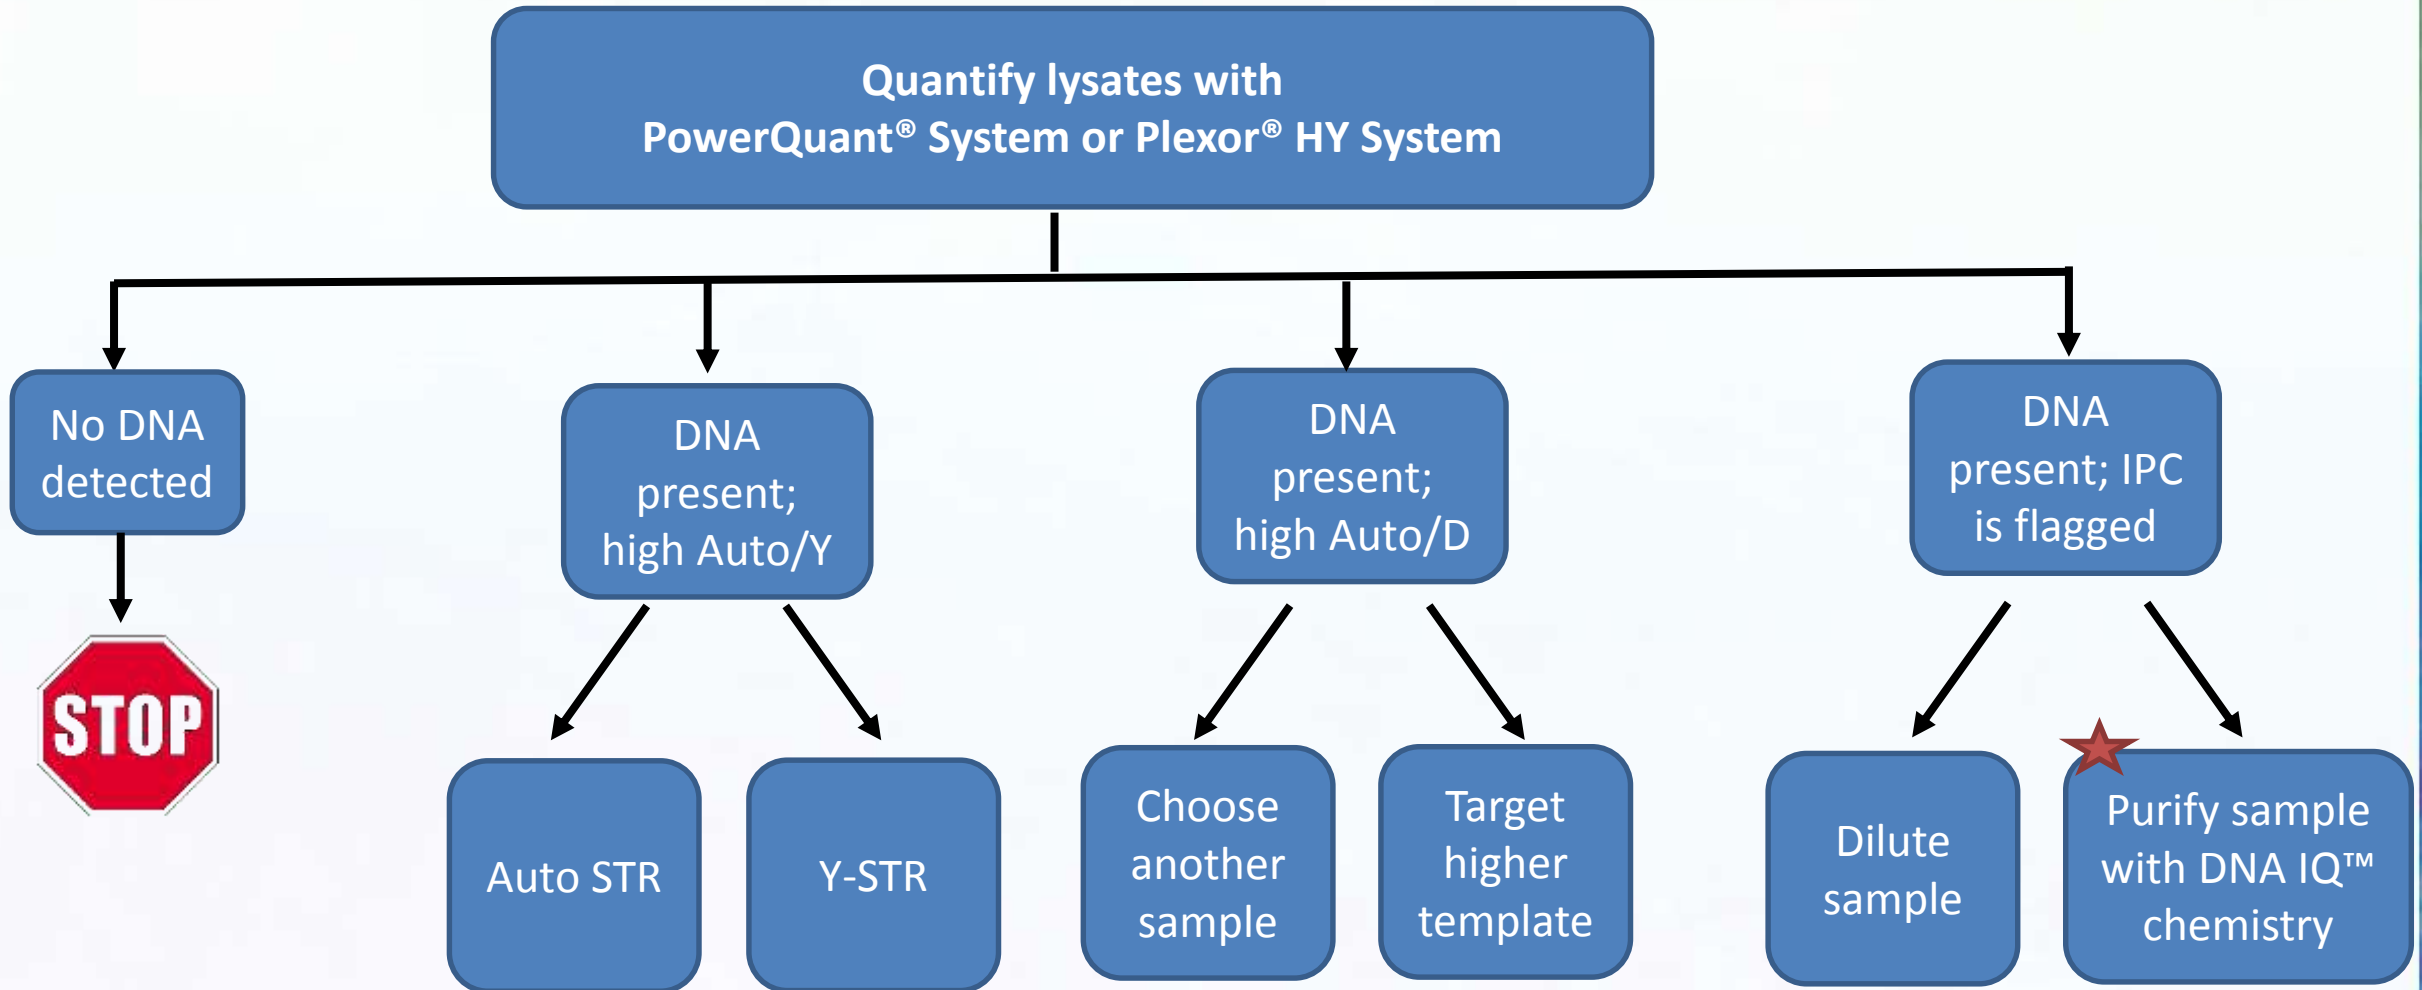 Quantify lysates with
PowerQuant® System or Plexor® HY System
No DNA
detected
DNA
present;
high Auto/Y
DNA
present;
high Auto/D
DNA
present; IPC
is flagged
STOP
Auto STR
Y-STR
Choose
another
sample
Target
higher
template
Dilute
sample
Purify sample
with DNA IQ™
chemistry